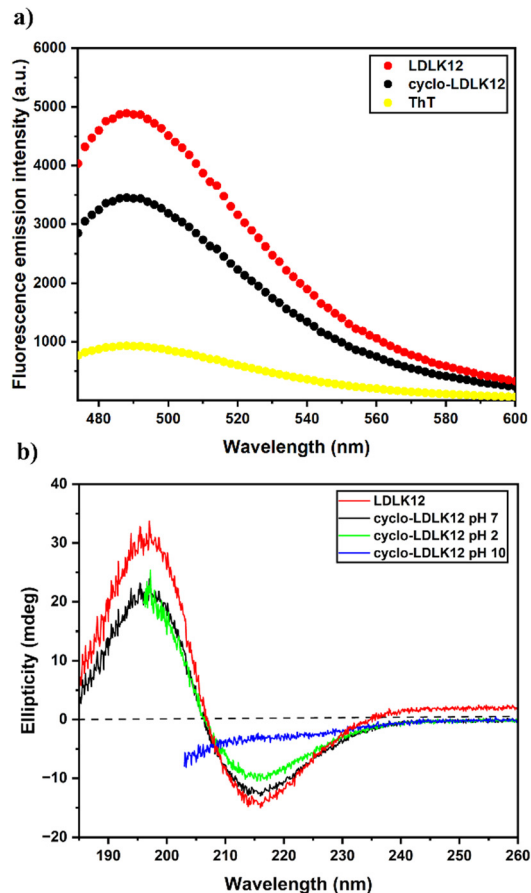 a)
6000
5000
4000
3000
2000
1000
Fluorescence emission intensity (a.u.)
LDLK12
cyclo-LDLK12
ThT
480 500 520 540 560 580 600
Wavelength (nm)
b)
40
30
20
10
0
−10
−20
Ellipticity (mdeg)
LDLK12
cyclo-LDLK12 pH 7
cyclo-LDLK12 pH 2
cyclo-LDLK12 pH 10
190 200 210 220 230 240 250 260
Wavelength (nm)